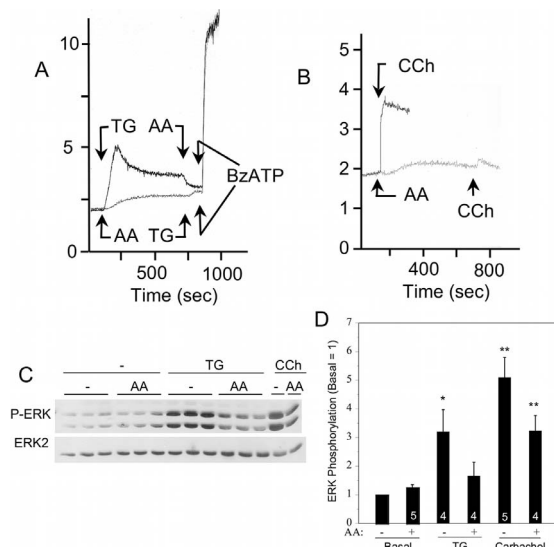 A
10
5
0
TG AA
BzATP
AA TG
500 1000
Time (sec)
B
5
4
3
2
1
0
CCh
AA
CCh
400 800
Time (sec)
C
- TG CCh
- AA - AA - AA
P-ERK
ERK2
D
ERK Phosphorylation (Basal = 1)
7
6
5
4
3
2
1
0
* ** **
5 4 4 5 4
AA: - + - + - +
Basal TG Carbachol